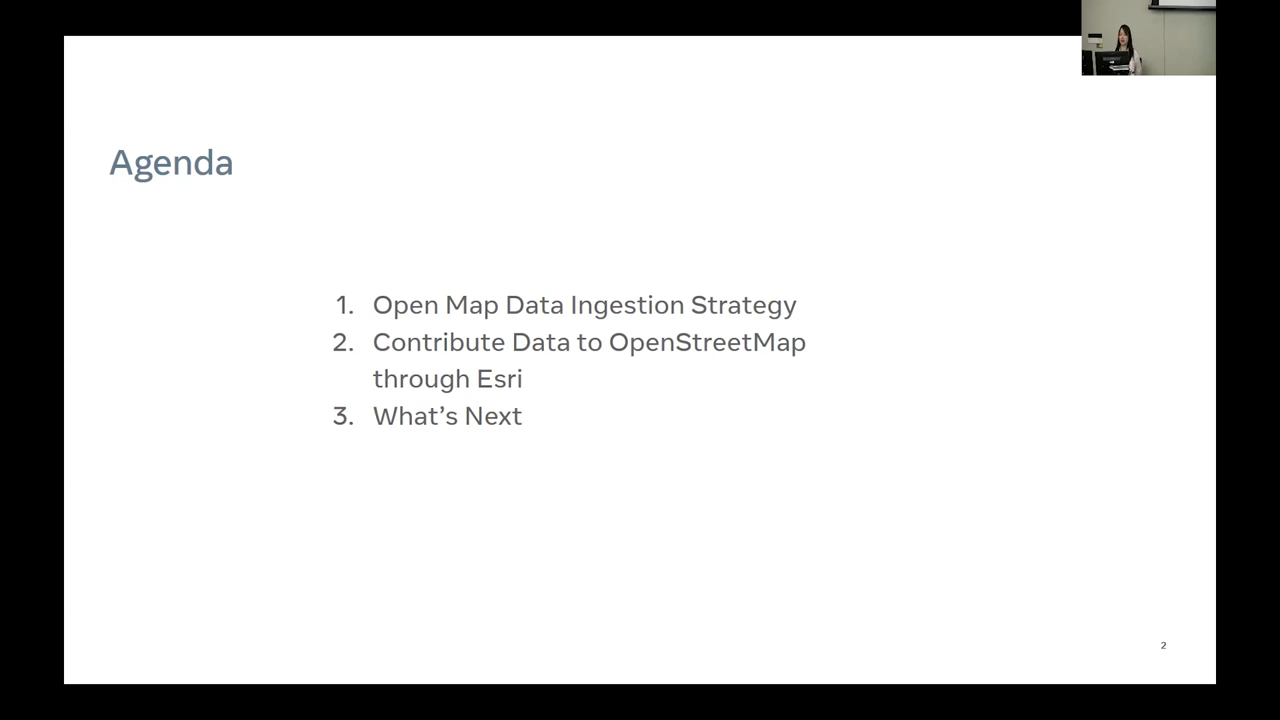 Agenda
1. Open Map Data Ingestion Strategy
2. Contribute Data to OpenStreetMap
through Esri
3. What’s Next
2